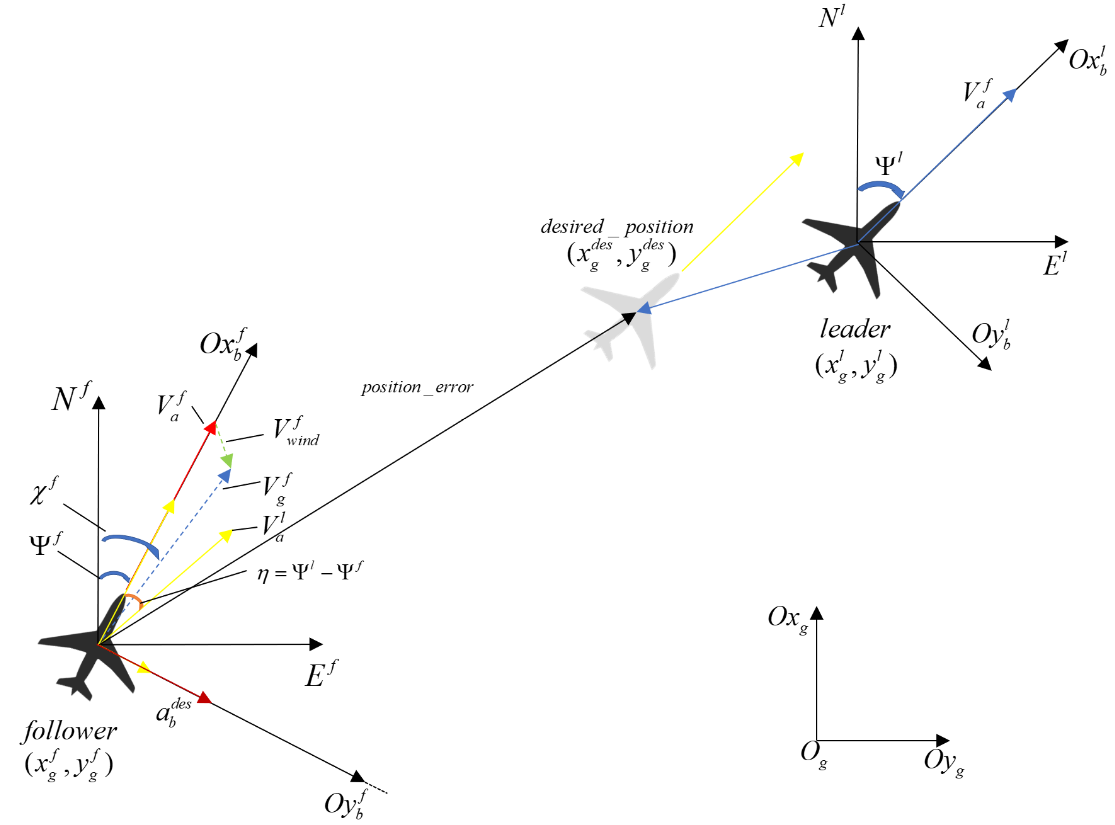 N^l
Ox_b^l
V_a^f
Ψ^l
desired_position
(x_g^des, y_g^des)
E^l
leader
(x_g^l, y_g^l)
Oy_b^l
Ox_b^f
position_error
N^f
V_a^f
V_wind^f
χ^f
V_g^f
V_a^l
Ψ^f
η = Ψ^l − Ψ^f
E^f
a_b^des
follower
(x_g^f, y_g^f)
Oy_b^f
Ox_g
O_g
Oy_g